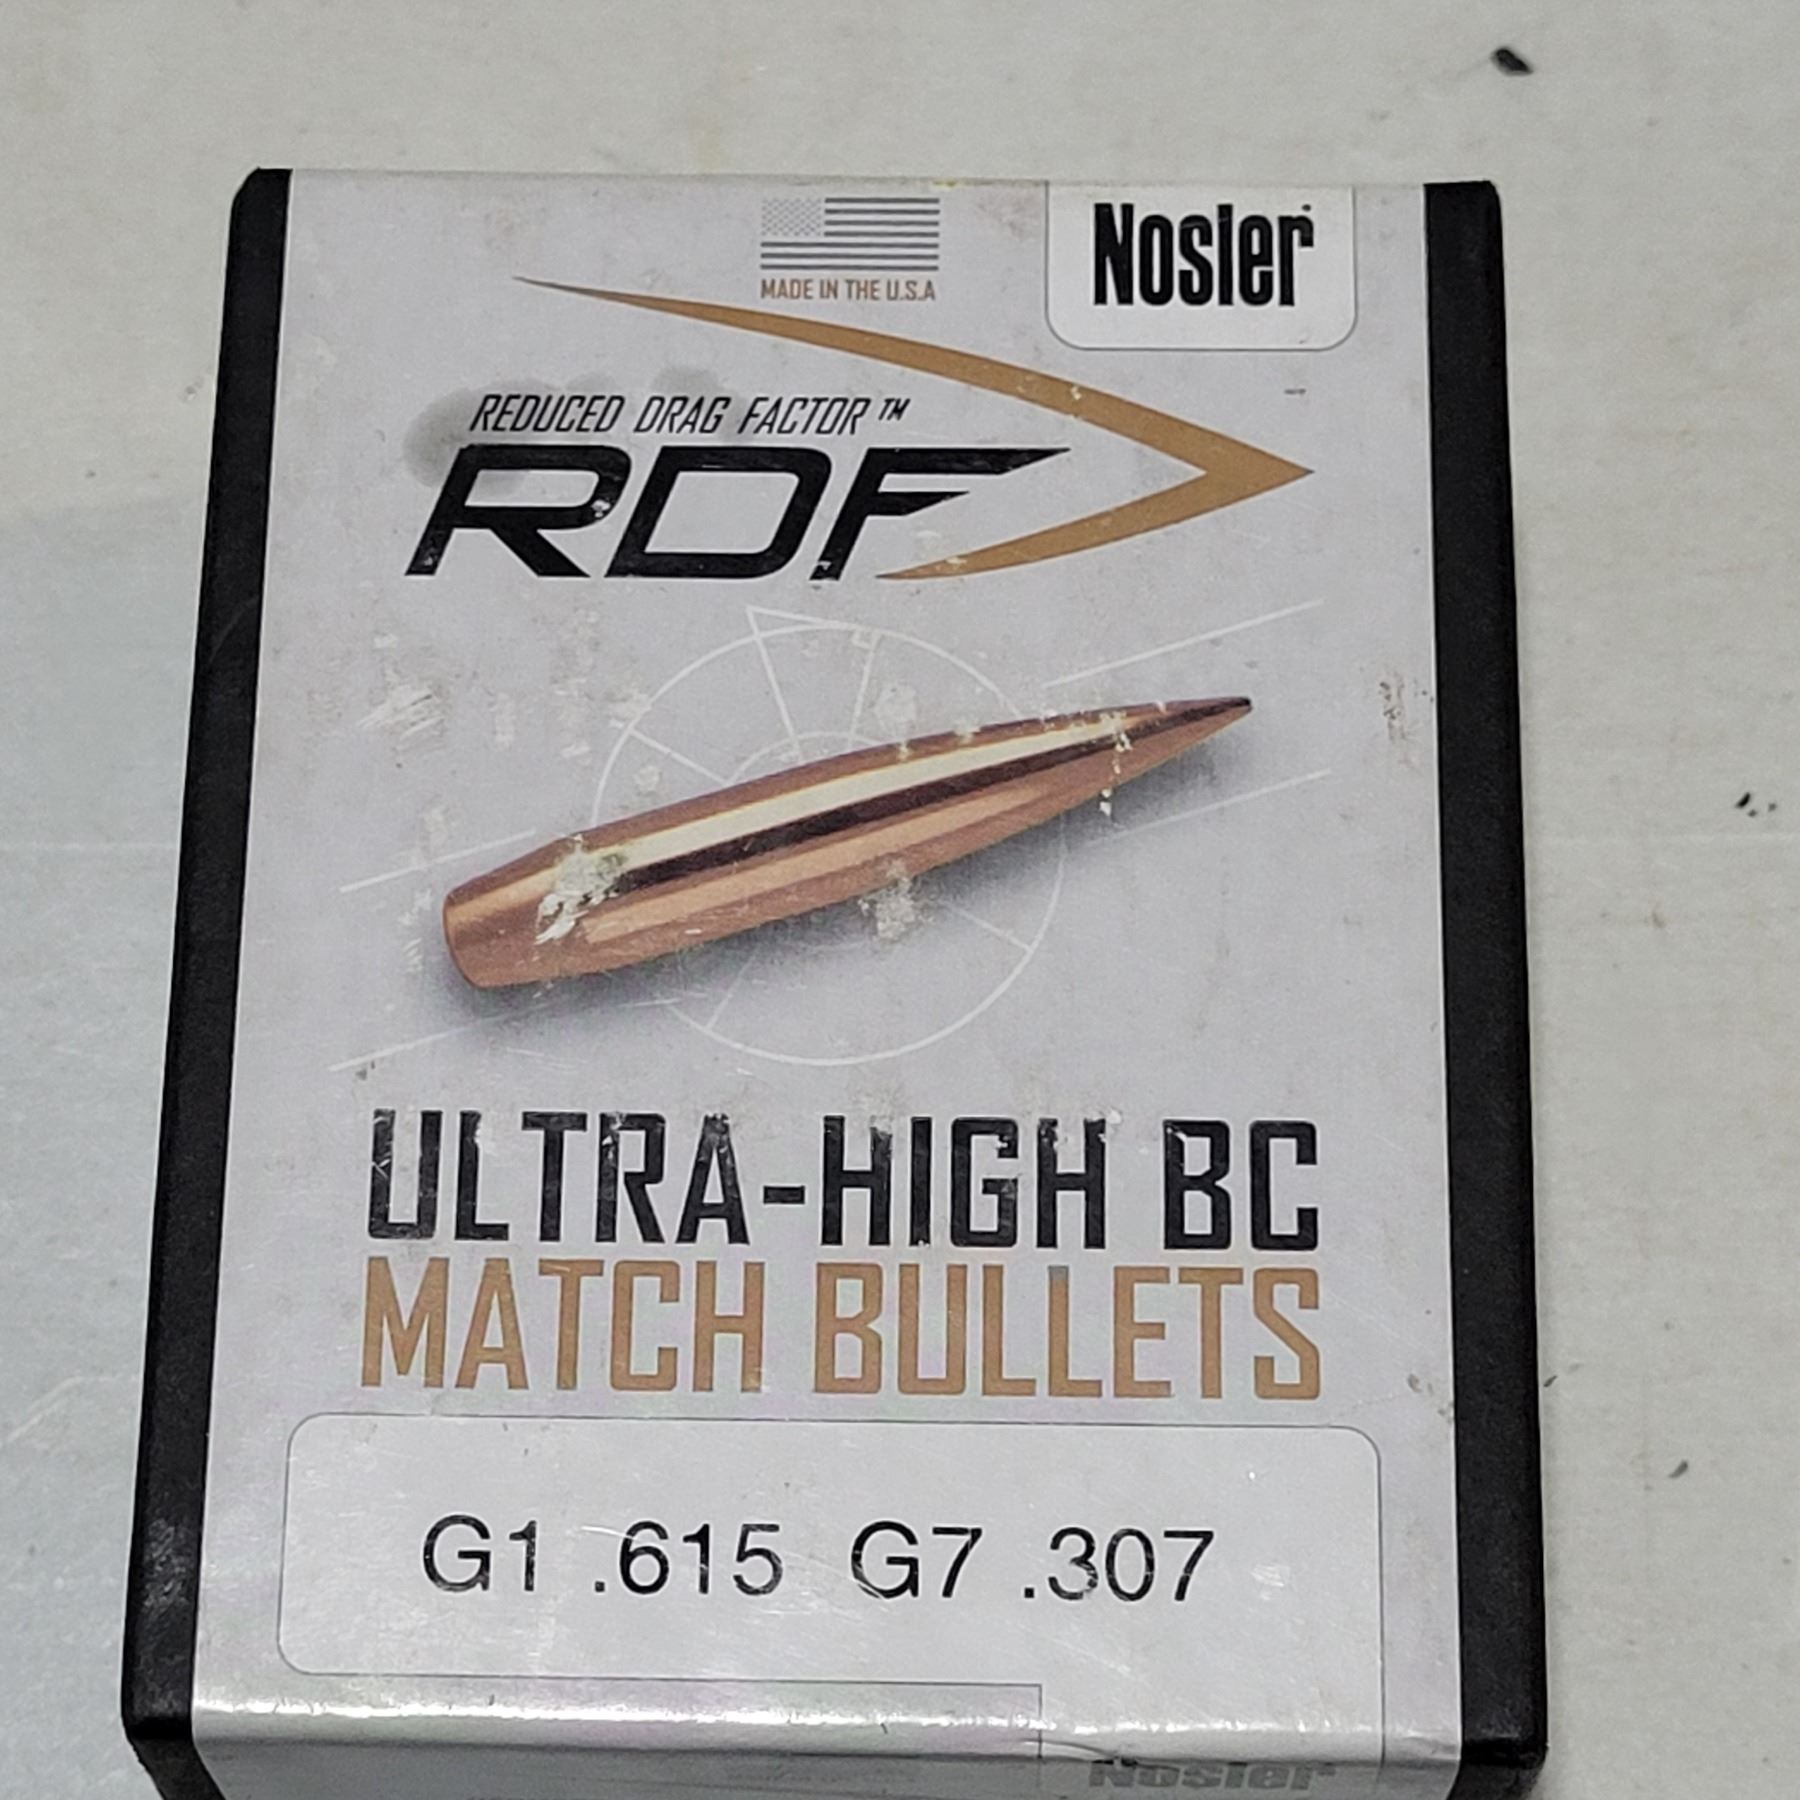 Nosler
MADE IN THE U.S.A
REDUCED DRAG FACTOR™
RDF
ULTRA-HIGH BC
MATCH BULLETS
G1 .615 G7 .307
Nosler